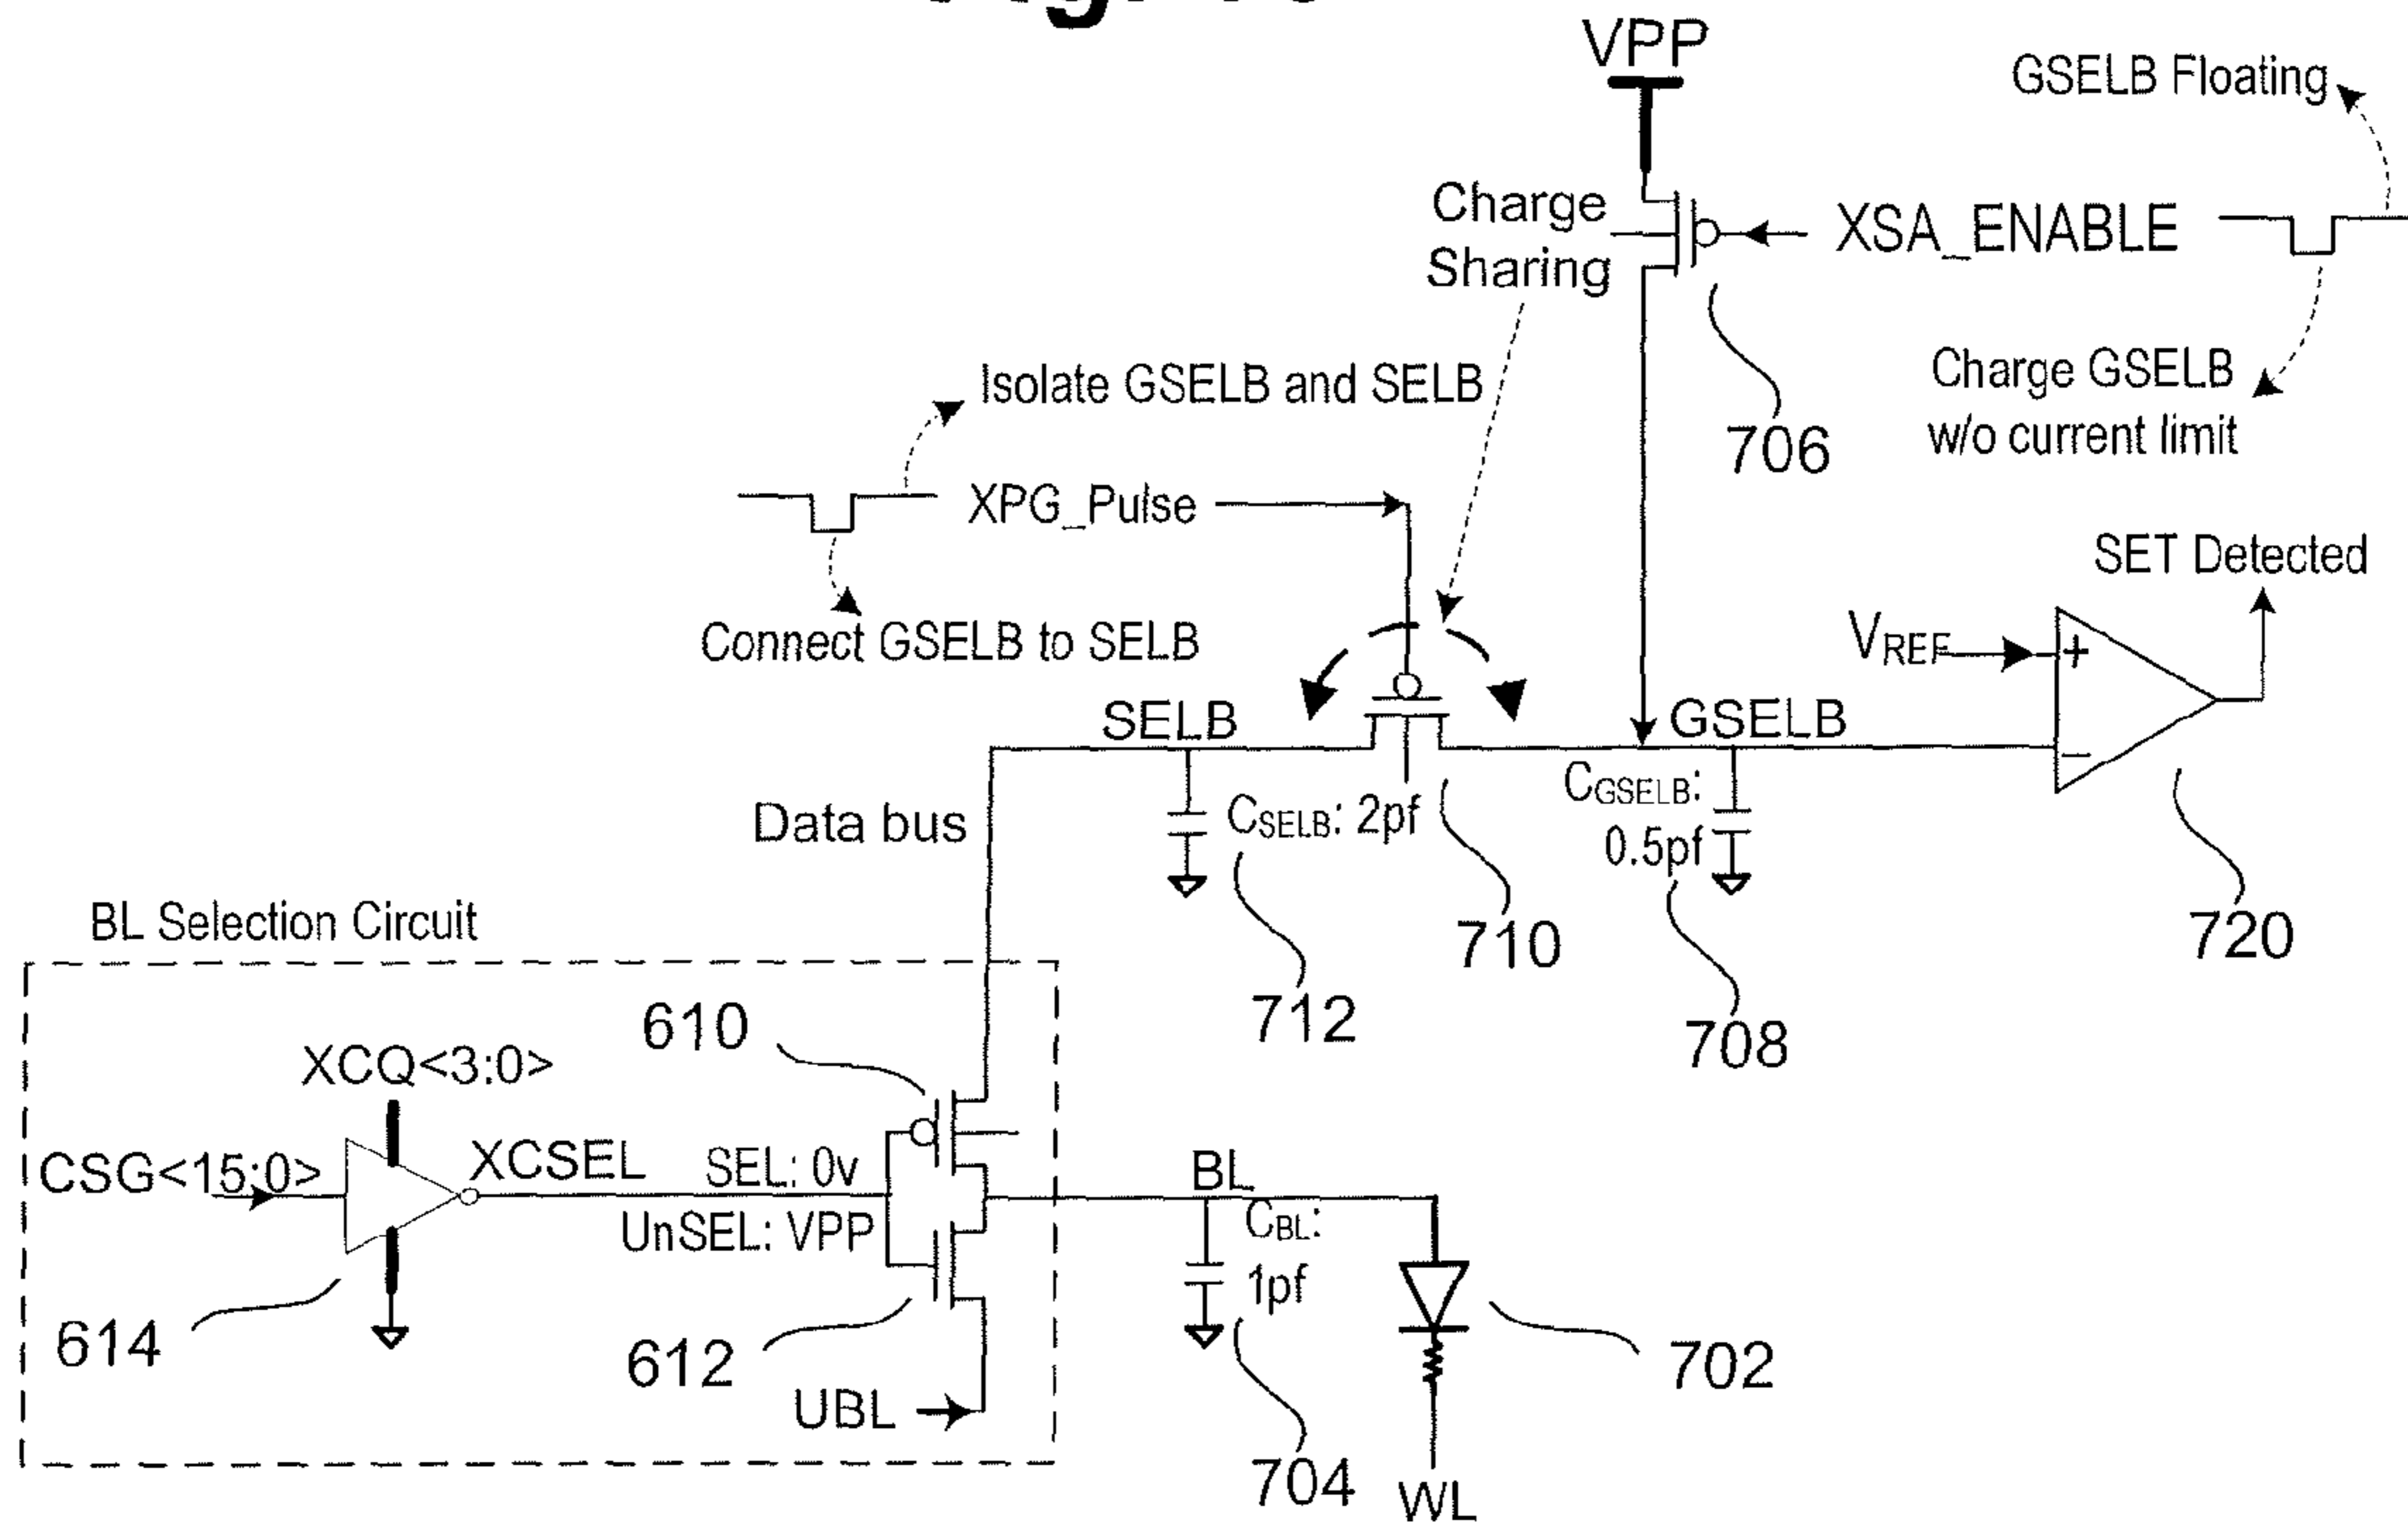 VPP
GSELB Floating
Charge
Sharing
XSA_ENABLE
Isolate GSELB and SELB
Charge GSELB
w/o current limit
706
XPG_Pulse
Connect GSELB to SELB
SET Detected
VREF
+
SELB
GSELB
−
Data bus
CSELB: 2pf
CGSELB:
0.5pf
710
720
712
708
BL Selection Circuit
610
XCQ<3:0>
CSG<15:0>
XCSEL
SEL: 0v
UnSEL: VPP
BL
CBL:
1pf
614
612
702
UBL
704
WL